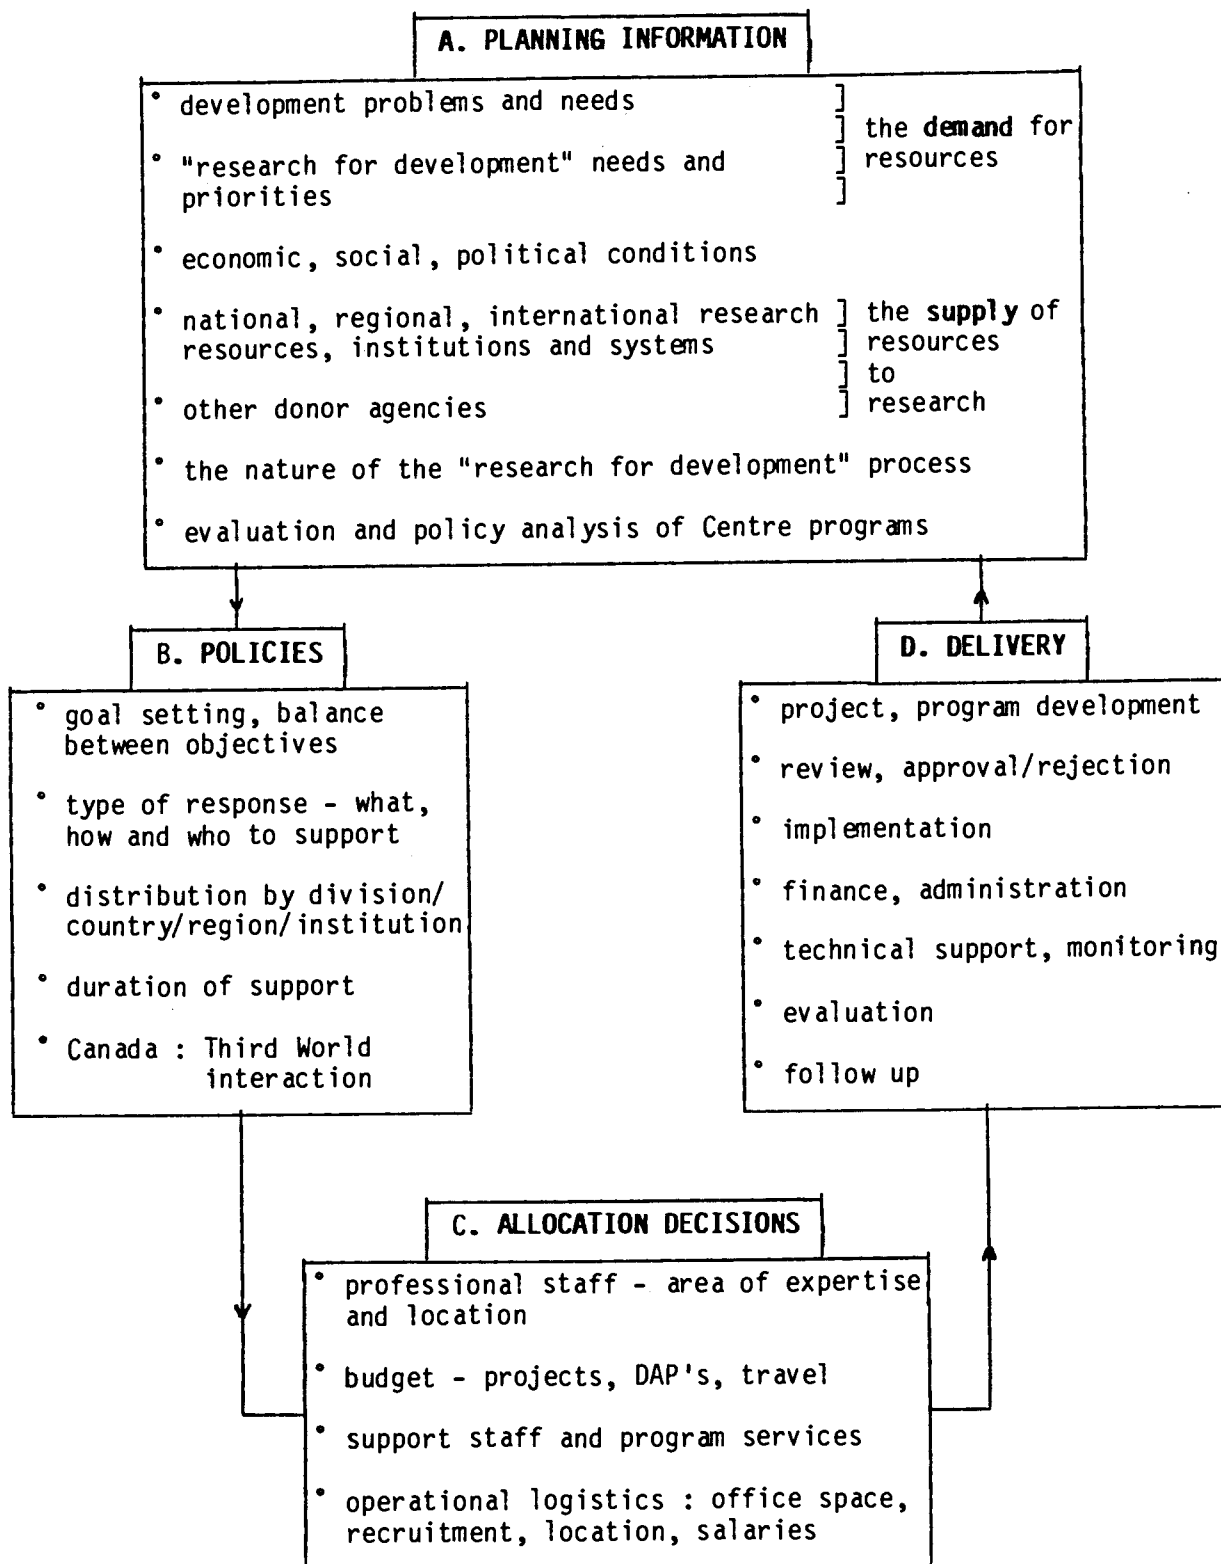 A. PLANNING INFORMATION
° development problems and needs ]
] the demand for
° "research for development" needs and ] resources
priorities ]
° economic, social, political conditions
° national, regional, international research ] the supply of
resources, institutions and systems ] resources
] to
° other donor agencies ] research
° the nature of the "research for development" process
° evaluation and policy analysis of Centre programs
B. POLICIES
° goal setting, balance
between objectives
° type of response - what,
how and who to support
° distribution by division/
country/region/institution
° duration of support
° Canada : Third World
interaction
C. ALLOCATION DECISIONS
° professional staff - area of expertise
and location
° budget - projects, DAP's, travel
° support staff and program services
° operational logistics : office space,
recruitment, location, salaries
D. DELIVERY
° project, program development
° review, approval/rejection
° implementation
° finance, administration
° technical support, monitoring
° evaluation
° follow up